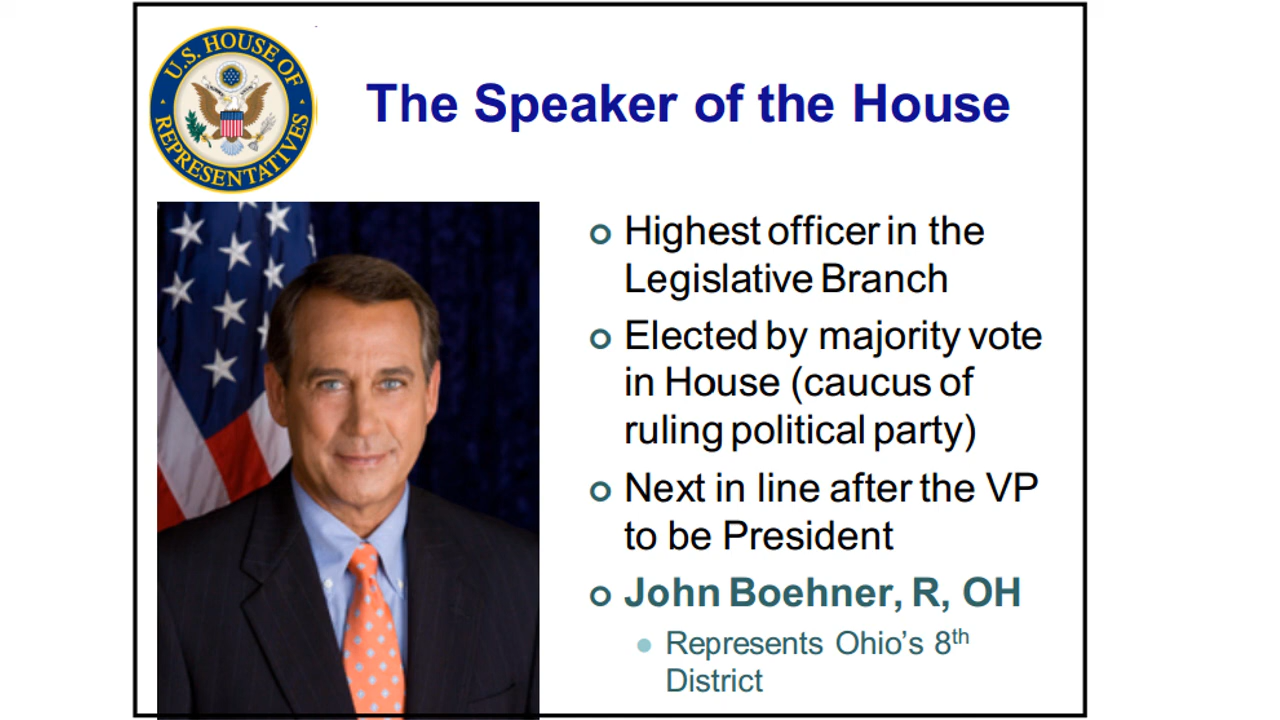 U.S. HOUSE OF
REPRESENTATIVES
The Speaker of the House
Highest officer in the
Legislative Branch
Elected by majority vote
in House (caucus of
ruling political party)
Next in line after the VP
to be President
John Boehner, R, OH
Represents Ohio's 8th
District